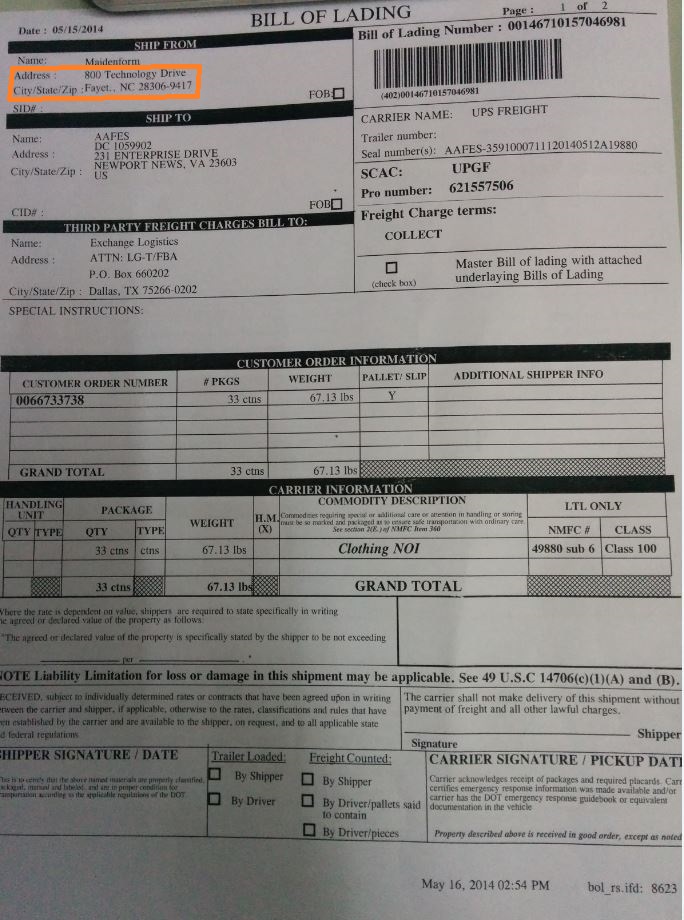 BILL OF LADING
Page : 1 of 2
Date : 05/15/2014
SHIP FROM
Name: Maidenform
Address : 800 Technology Drive
City/State/Zip : Fayet., NC 28306-9417
SID# :
FOB:
SHIP TO
Name: AAFES
DC 1059902
Address : 231 ENTERPRISE DRIVE
NEWPORT NEWS, VA 23603
City/State/Zip : US
CID# :
FOB
THIRD PARTY FREIGHT CHARGES BILL TO:
Name: Exchange Logistics
Address : ATTN: LG-T/FBA
P.O. Box 660202
City/State/Zip : Dallas, TX 75266-0202
Bill of Lading Number : 00146710157046981
(402)00146710157046981
CARRIER NAME: UPS FREIGHT
Trailer number:
Seal number(s): AAFES-3591000711120140512A19880
SCAC: UPGF
Pro number: 621557506
Freight Charge terms:
COLLECT
(check box)
Master Bill of lading with attached
underlaying Bills of Lading
SPECIAL INSTRUCTIONS:
CUSTOMER ORDER INFORMATION
CUSTOMER ORDER NUMBER # PKGS WEIGHT PALLET/ SLIP ADDITIONAL SHIPPER INFO
0066733738 33 ctns 67.13 lbs Y
GRAND TOTAL 33 ctns 67.13 lbs
CARRIER INFORMATION
HANDLING UNIT PACKAGE WEIGHT H.M. (X) COMMODITY DESCRIPTION LTL ONLY
Commodities requiring special or additional care or attention in handling or storing
must be so marked and packaged as to ensure safe transportation with ordinary care.
See section 2(E.) of NMFC Item 360
QTY TYPE QTY TYPE NMFC # CLASS
33 ctns ctns 67.13 lbs Clothing NOI 49880 sub 6 Class 100
33 ctns 67.13 lbs GRAND TOTAL
Where the rate is dependent on value, shippers are required to state specifically in writing
he agreed or declared value of the property as follows:
"The agreed or declared value of the property is specifically stated by the shipper to be not exceeding
per ."
NOTE Liability Limitation for loss or damage in this shipment may be applicable. See 49 U.S.C 14706(c)(1)(A) and (B).
ECEIVED, subject to individually determined rates or contracts that have been agreed upon in writing
ween the carrier and shipper, if applicable, otherwise to the rates, classifications and rules that have
en established by the carrier and are available to the shipper, on request, and to all applicable state
d federal regulations
The carrier shall not make delivery of this shipment without
payment of freight and all other lawful charges.
Shipper
Signature
SHIPPER SIGNATURE / DATE
This is to certify that the above named materials are properly classified,
packaged, manual and labeled, and are in proper condition for
transportation according to the applicable regulations of the DOT.
Trailer Loaded:
By Shipper
By Driver
Freight Counted:
By Shipper
By Driver/pallets said
to contain
By Driver/pieces
CARRIER SIGNATURE / PICKUP DATE
Carrier acknowledges receipt of packages and required placards. Carr
certifies emergency response information was made available and/or
carrier has the DOT emergency response guidebook or equivalent
documentation in the vehicle
Property described above is received in good order, except as noted
May 16, 2014 02:54 PM
bol_rs.ifd: 8623